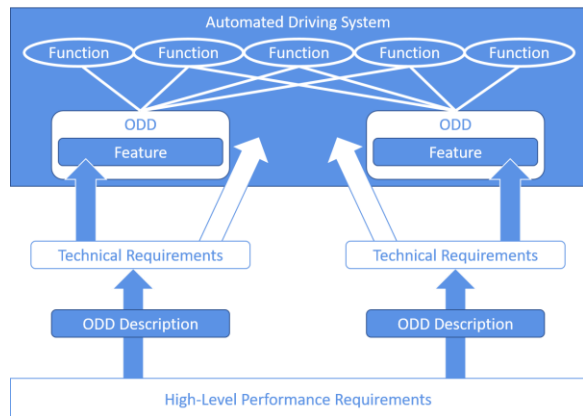 Automated Driving System
Function Function Function Function Function
ODD ODD
Feature Feature
Technical Requirements Technical Requirements
ODD Description ODD Description
High-Level Performance Requirements